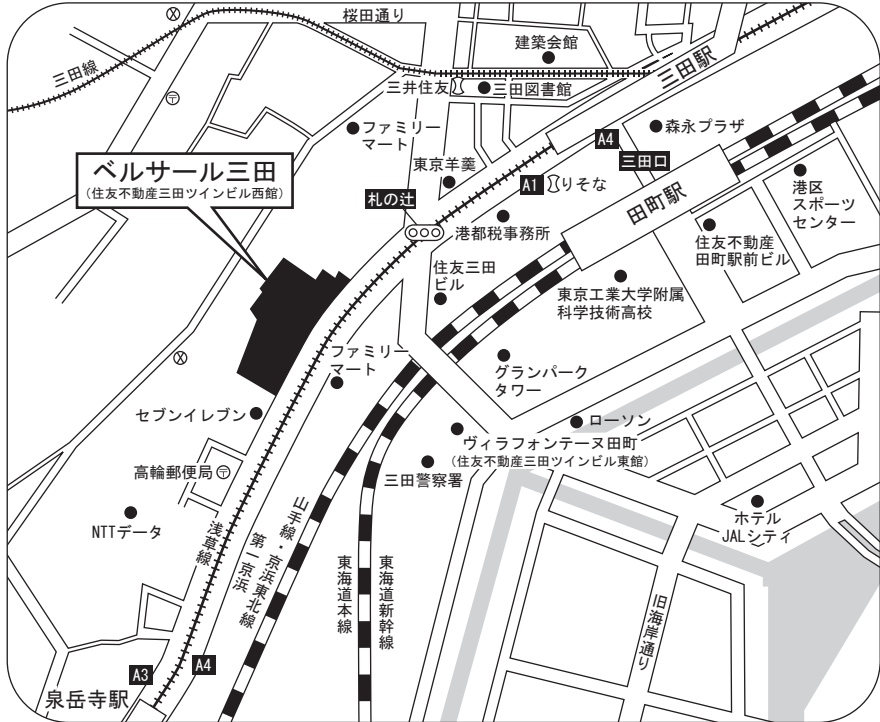 桜田通り
建築会館
三田駅
三田線
三井住友
三田図書館
ファミリー
マート
A4
森永プラザ
三田口
ベルサール三田
(住友不動産三田ツインビル西館)
東京羊羹
A1
りそな
札の辻
田町駅
港区
スポーツ
センター
港都税事務所
住友不動産
田町駅前ビル
住友三田
ビル
東京工業大学附属
科学技術高校
ファミリー
マート
グランパーク
タワー
セブンイレブン
ローソン
ヴィラフォンテーヌ田町
(住友不動産三田ツインビル東館)
高輪郵便局
三田警察署
NTTデータ
ホテル
JALシティ
浅草線
第一京浜
山手線・京浜東北線
東海道本線
東海道新幹線
旧海岸通り
A3
A4
泉岳寺駅